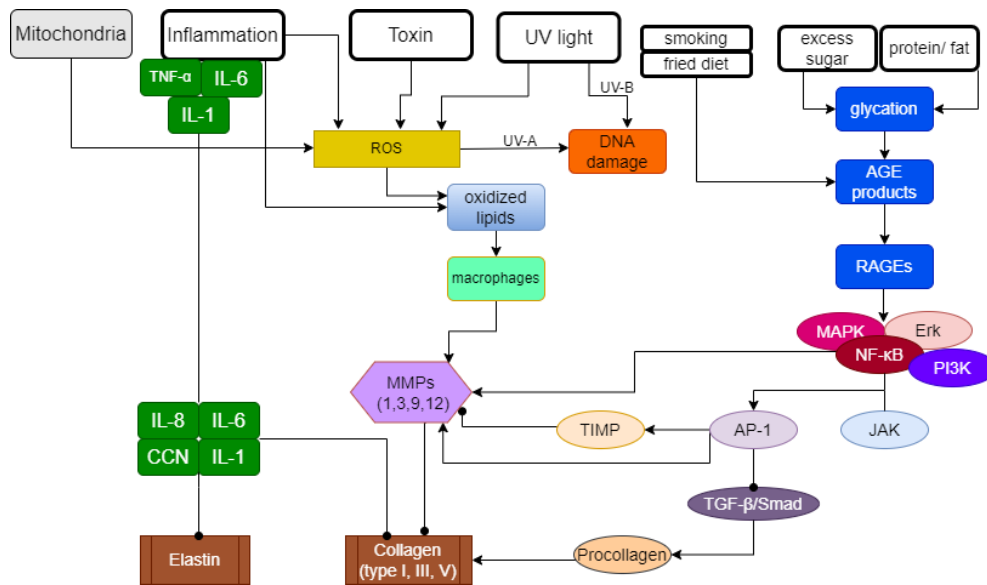 Mitochondria
Inflammation
Toxin
UV light
smoking
fried diet
excess
sugar
protein/ fat
TNF-α
IL-6
IL-1
UV-B
glycation
ROS
UV-A
DNA
damage
AGE
products
oxidized
lipids
macrophages
RAGEs
MAPK
Erk
NF-κB
PI3K
MMPs
(1,3,9,12)
IL-8
IL-6
CCN
IL-1
TIMP
AP-1
JAK
TGF-β/Smad
Elastin
Collagen
(type I, III, V)
Procollagen